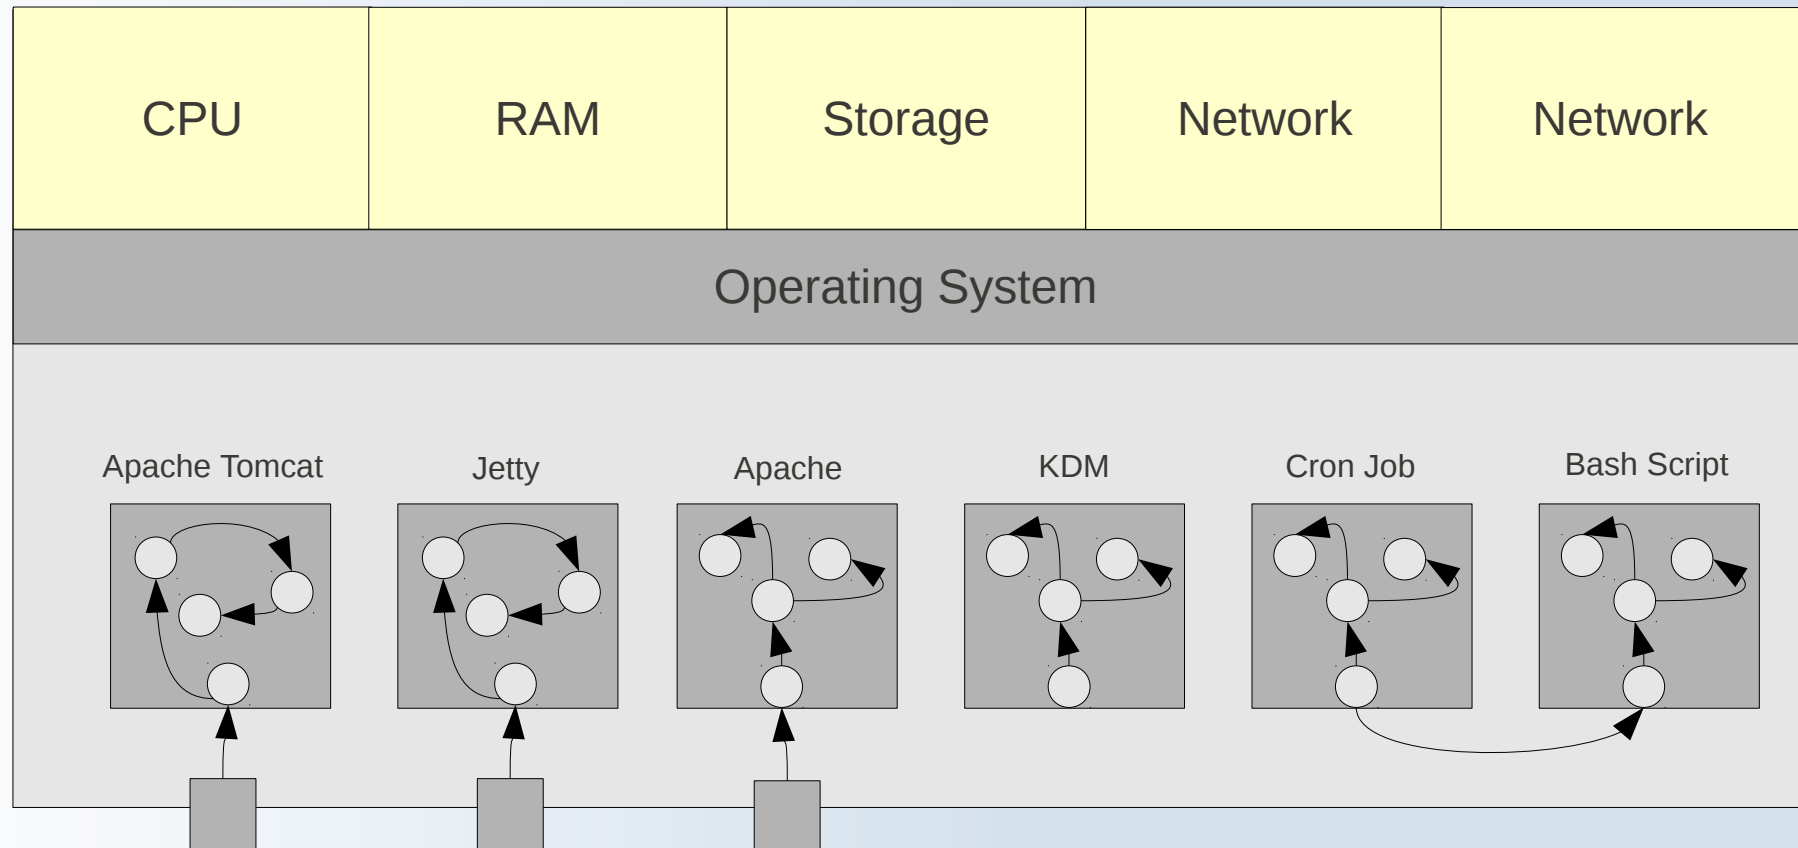 CPU
RAM
Storage
Network
Network
Operating System
Apache Tomcat
Jetty
Apache
KDM
Cron Job
Bash Script